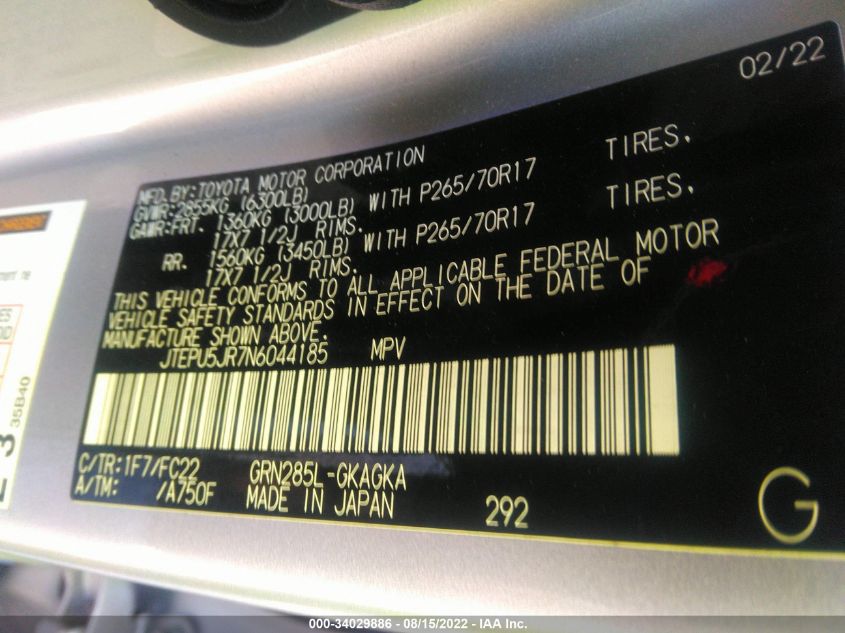 02/22
MFD.BY:TOYOTA MOTOR CORPORATION
GVWR-2855KG (6300LB)
GAWR:FRT. 1360KG (3000LB) WITH P265/70R17 TIRES,
17X7 1/2J RIMS.
RR. 1560KG (3450LB) WITH P265/70R17 TIRES,
17X7 1/2J RIMS.
THIS VEHICLE CONFORMS TO ALL APPLICABLE FEDERAL MOTOR
VEHICLE SAFETY STANDARDS IN EFFECT ON THE DATE OF
MANUFACTURE SHOWN ABOVE.
JTEPU5JR7N6044185 MPV
C/TR:1F7/FC22 GRN285L-GKAGKA
A/TM: /A750F MADE IN JAPAN 292
G
35B40
3
000-34029886 - 08/15/2022 - IAA Inc.